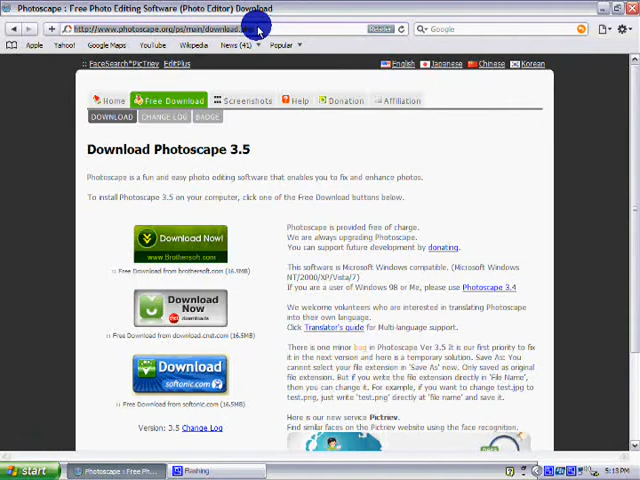 Photoscape : Free Photo Editing Software (Photo Editor) Download
http://www.photoscape.org/ps/main/download.
Reader
Google
Apple Yahoo! Google Maps YouTube Wikipedia News (41) Popular
:: FaceSearch*PicTriev EditPlus
English Japanese Chinese Korean
Home Free Download Screenshots Help Donation Affiliation
DOWNLOAD CHANGE LOG BADGE
Download Photoscape 3.5
Photoscape is a fun and easy photo editing software that enables you to fix and enhance photos.
To install Photoscape 3.5 on your computer, click one of the Free Download buttons below.
Download Now!
www.Brothersoft.com
:: Free Download from brothersoft.com (16.5MB)
Download
Now
:: Free Download from download.cnet.com (16.5MB)
Download
softonic.com
:: Free Download from softonic.com (16.5MB)
Version: 3.5 Change Log
Photoscape is provided free of charge.
We are always upgrading Photoscape.
You can support future development by donating.
This software is Microsoft Windows compatible. (Microsoft Windows
NT/2000/XP/Vista/7)
If you are a user of Windows 98 or Me, please use Photoscape 3.4
We welcome volunteers who are interested in translating Photoscape
into their own language.
Click Translator's guide for Multi-language support.
There is one minor bug in Photoscape Ver 3.5 It is our first priority to fix
it in the next version and here is a temporary solution. Save As: You
cannot select your file extension in 'Save As' now. Only saved as original
file extension. But if you write the file extension directly in 'File Name',
then you can change it. For example, if you want to change test.jpg to
test.png, just write 'test.png' directly at 'file name' and save it.
Here is our new service Pictriev.
Find similar faces on the Pictriev website using the face recognition.
start
Photoscape : Free Ph...
Flashing
5:13 PM